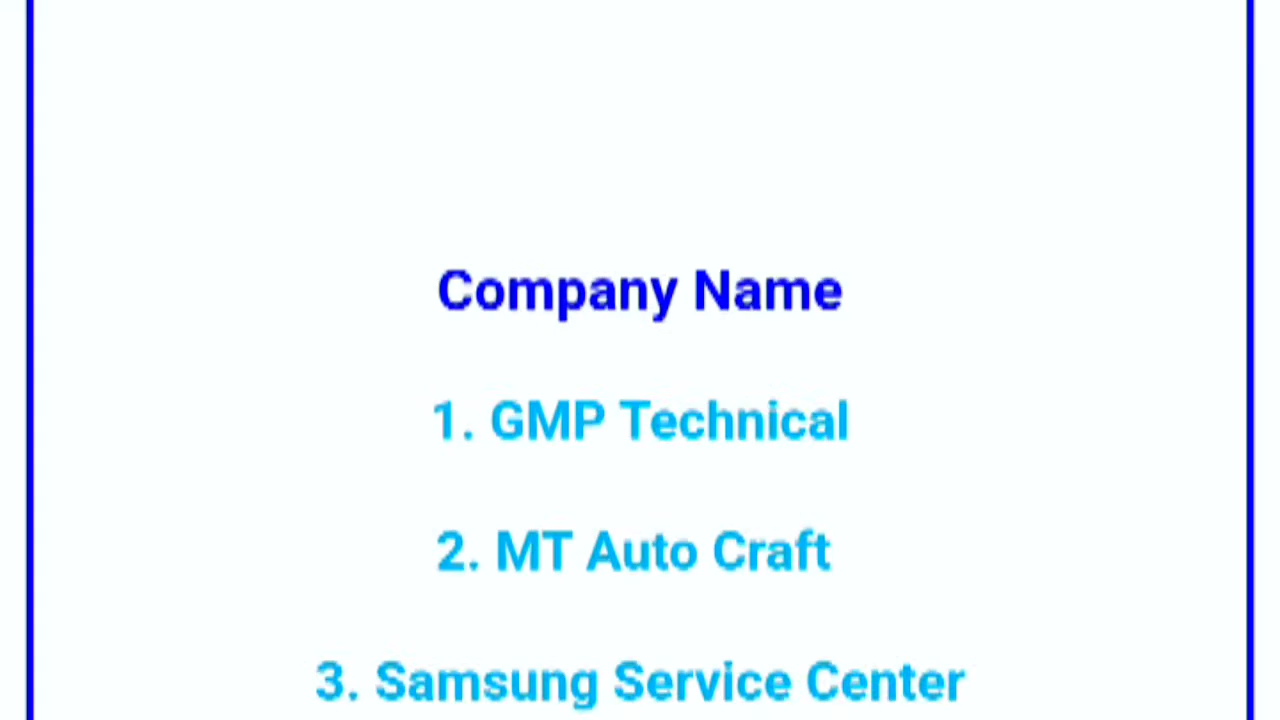 Company Name
1. GMP Technical
2. MT Auto Craft
3. Samsung Service Center